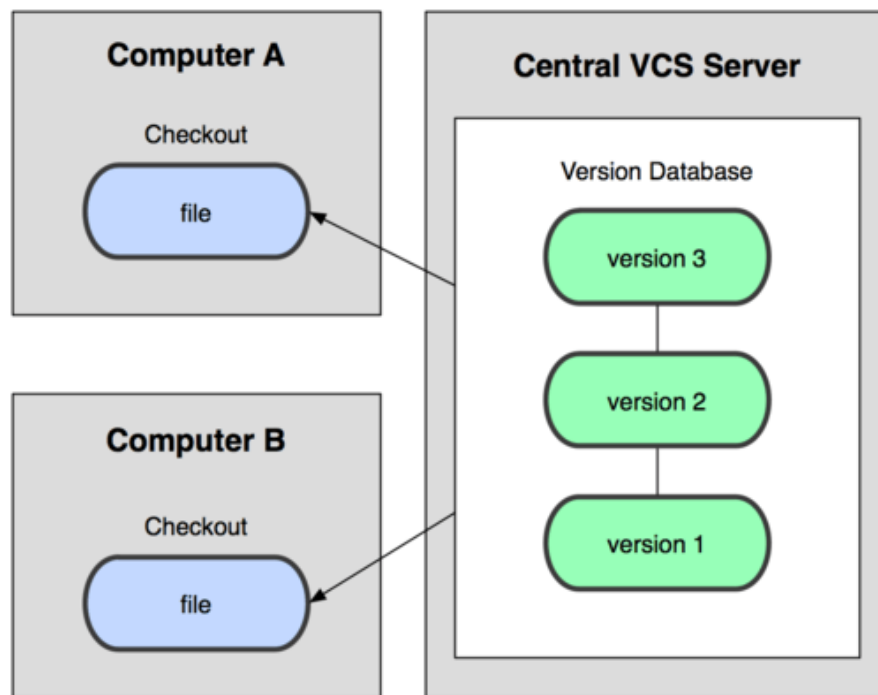 Computer A
Checkout
file
Computer B
Checkout
file
Central VCS Server
Version Database
version 3
version 2
version 1